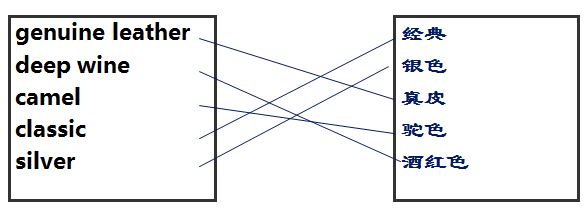 genuine leather
deep wine
camel
classic
silver
经典
银色
真皮
驼色
酒红色